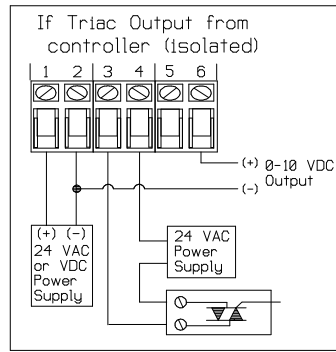 If Triac Output from
controller (isolated)
1 2 3 4 5 6
(+) 0-10 VDC
Output
(-)
(+) (-)
24 VAC
or VDC
Power
Supply
24 VAC
Power
Supply